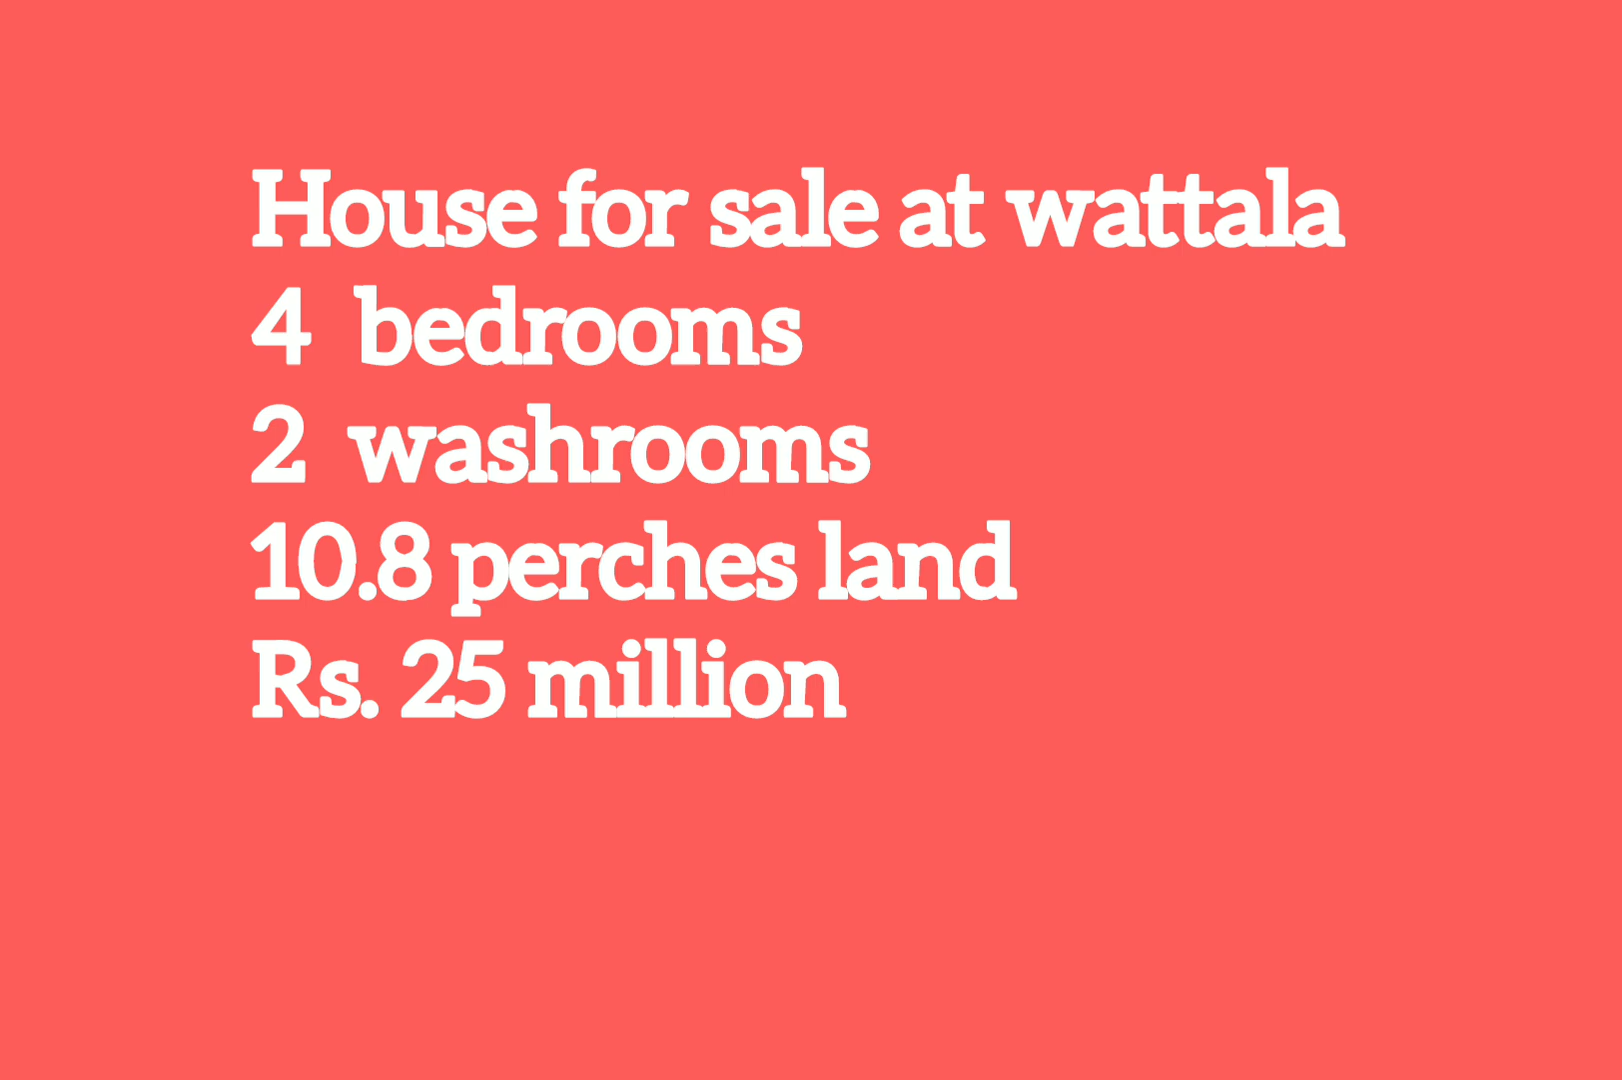 House for sale at wattala
4  bedrooms
2  washrooms
10.8 perches land
Rs. 25 million